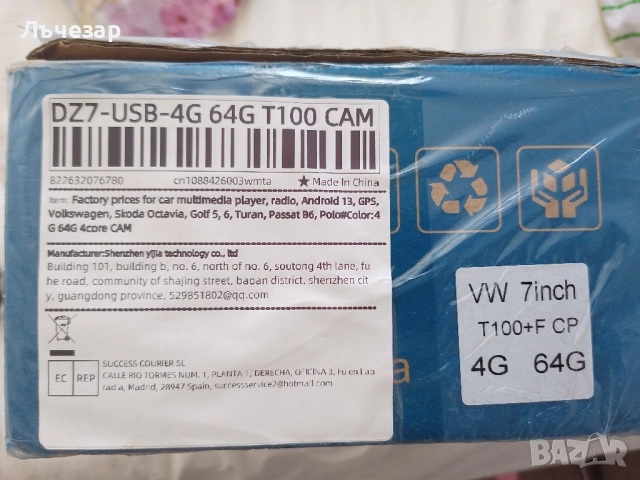 Лъчезар
DZ7-USB-4G 64G T100 CAM
822632076780 cn1088426003wmta ★ Made In China
Item: Factory prices for car multimedia player, radio, Android 13, GPS,
Volkswagen, Skoda Octavia, Golf 5, 6, Turan, Passat B6, Polo#Color:4
G 64G 4core CAM
Manufacturer:Shenzhen yijia technology co., ltd
Building 101, building b, no. 6, north of no. 6, soutong 4th lane, fu
he road, community of shajing street, baoan district, shenzhen cit
y, guangdong province, 529851802@qq.com
EC REP
SUCCESS COURIER SL
CALLE RIO TORMES NUM. 1, PLANTA 1, DERECHA, OFICINA 3, Fuenlab
rada, Madrid, 28947 Spain, successservice2@hotmail.com
VW 7inch
T100+F CP
4G 64G
a
BAZAR